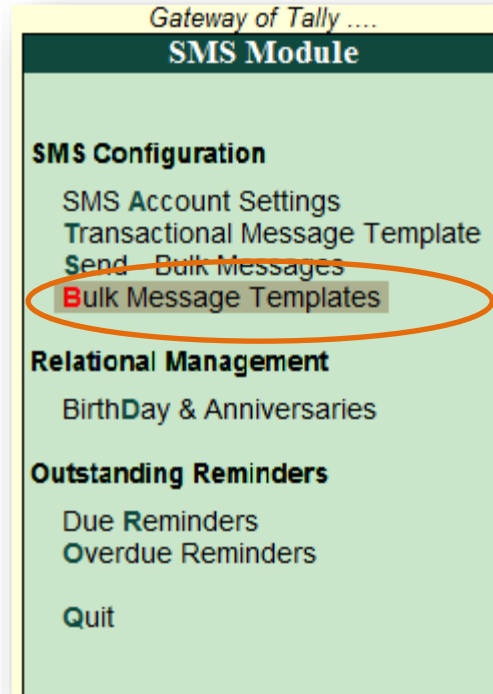 Gateway of Tally ....
SMS Module
SMS Configuration
SMS Account Settings
Transactional Message Template
Send - Bulk Messages
Bulk Message Templates
Relational Management
BirthDay & Anniversaries
Outstanding Reminders
Due Reminders
Overdue Reminders
Quit